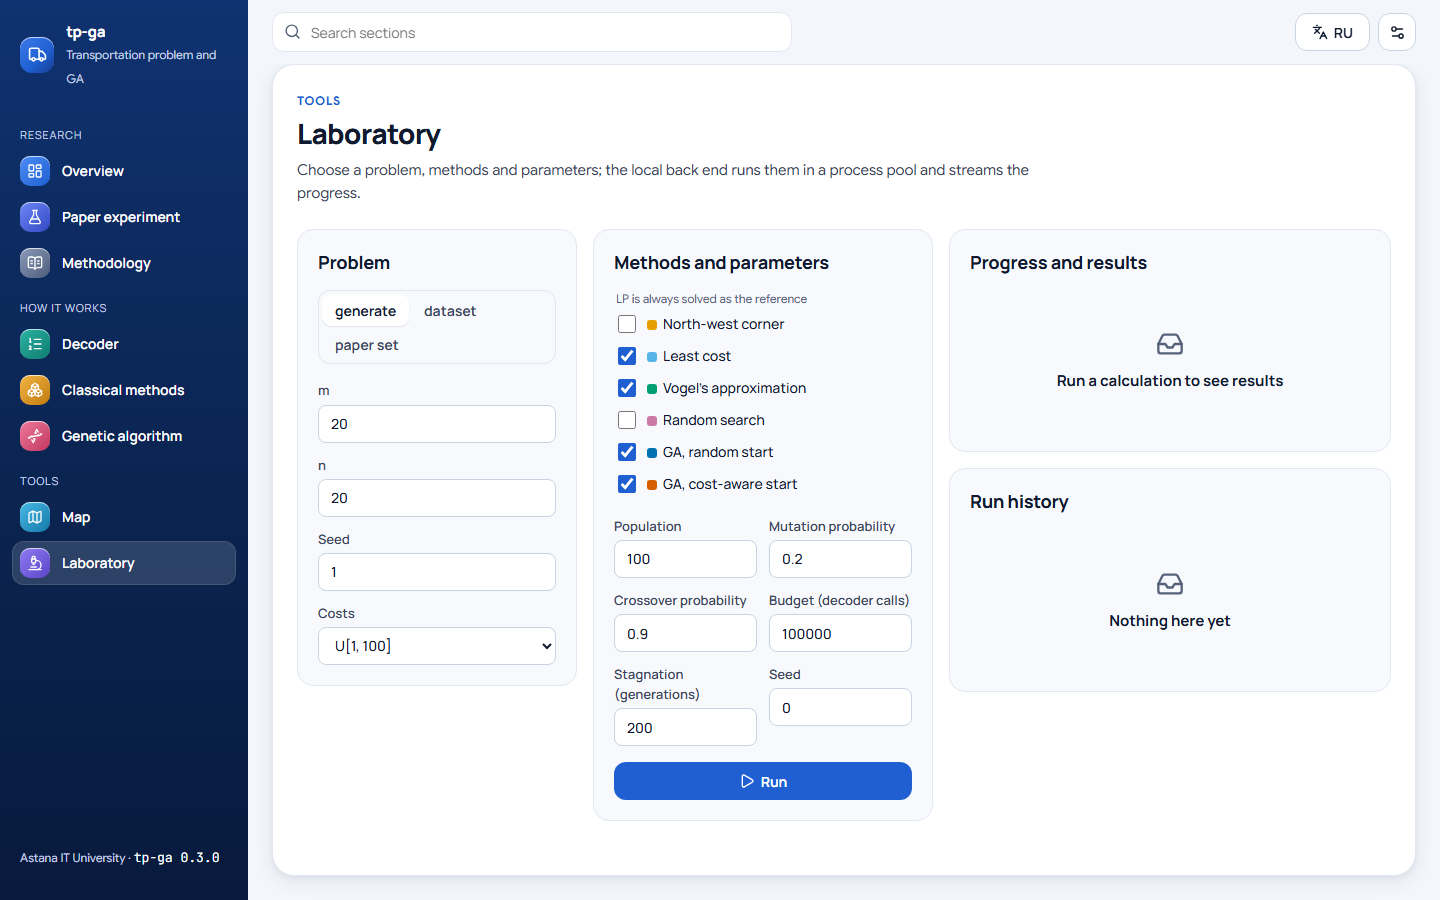 tp-ga
Transportation problem and
GA
RESEARCH
Overview
Paper experiment
Methodology
HOW IT WORKS
Decoder
Classical methods
Genetic algorithm
TOOLS
Map
Laboratory
Astana IT University · tp-ga 0.3.0
Search sections
RU
TOOLS
Laboratory
Choose a problem, methods and parameters; the local back end runs them in a process pool and streams the
progress.
Problem
generate
dataset
paper set
m
20
n
20
Seed
1
Costs
U[1, 100]
Methods and parameters
LP is always solved as the reference
North-west corner
Least cost
Vogel's approximation
Random search
GA, random start
GA, cost-aware start
Population
100
Mutation probability
0.2
Crossover probability
0.9
Budget (decoder calls)
100000
Stagnation
(generations)
200
Seed
0
Run
Progress and results
Run a calculation to see results
Run history
Nothing here yet